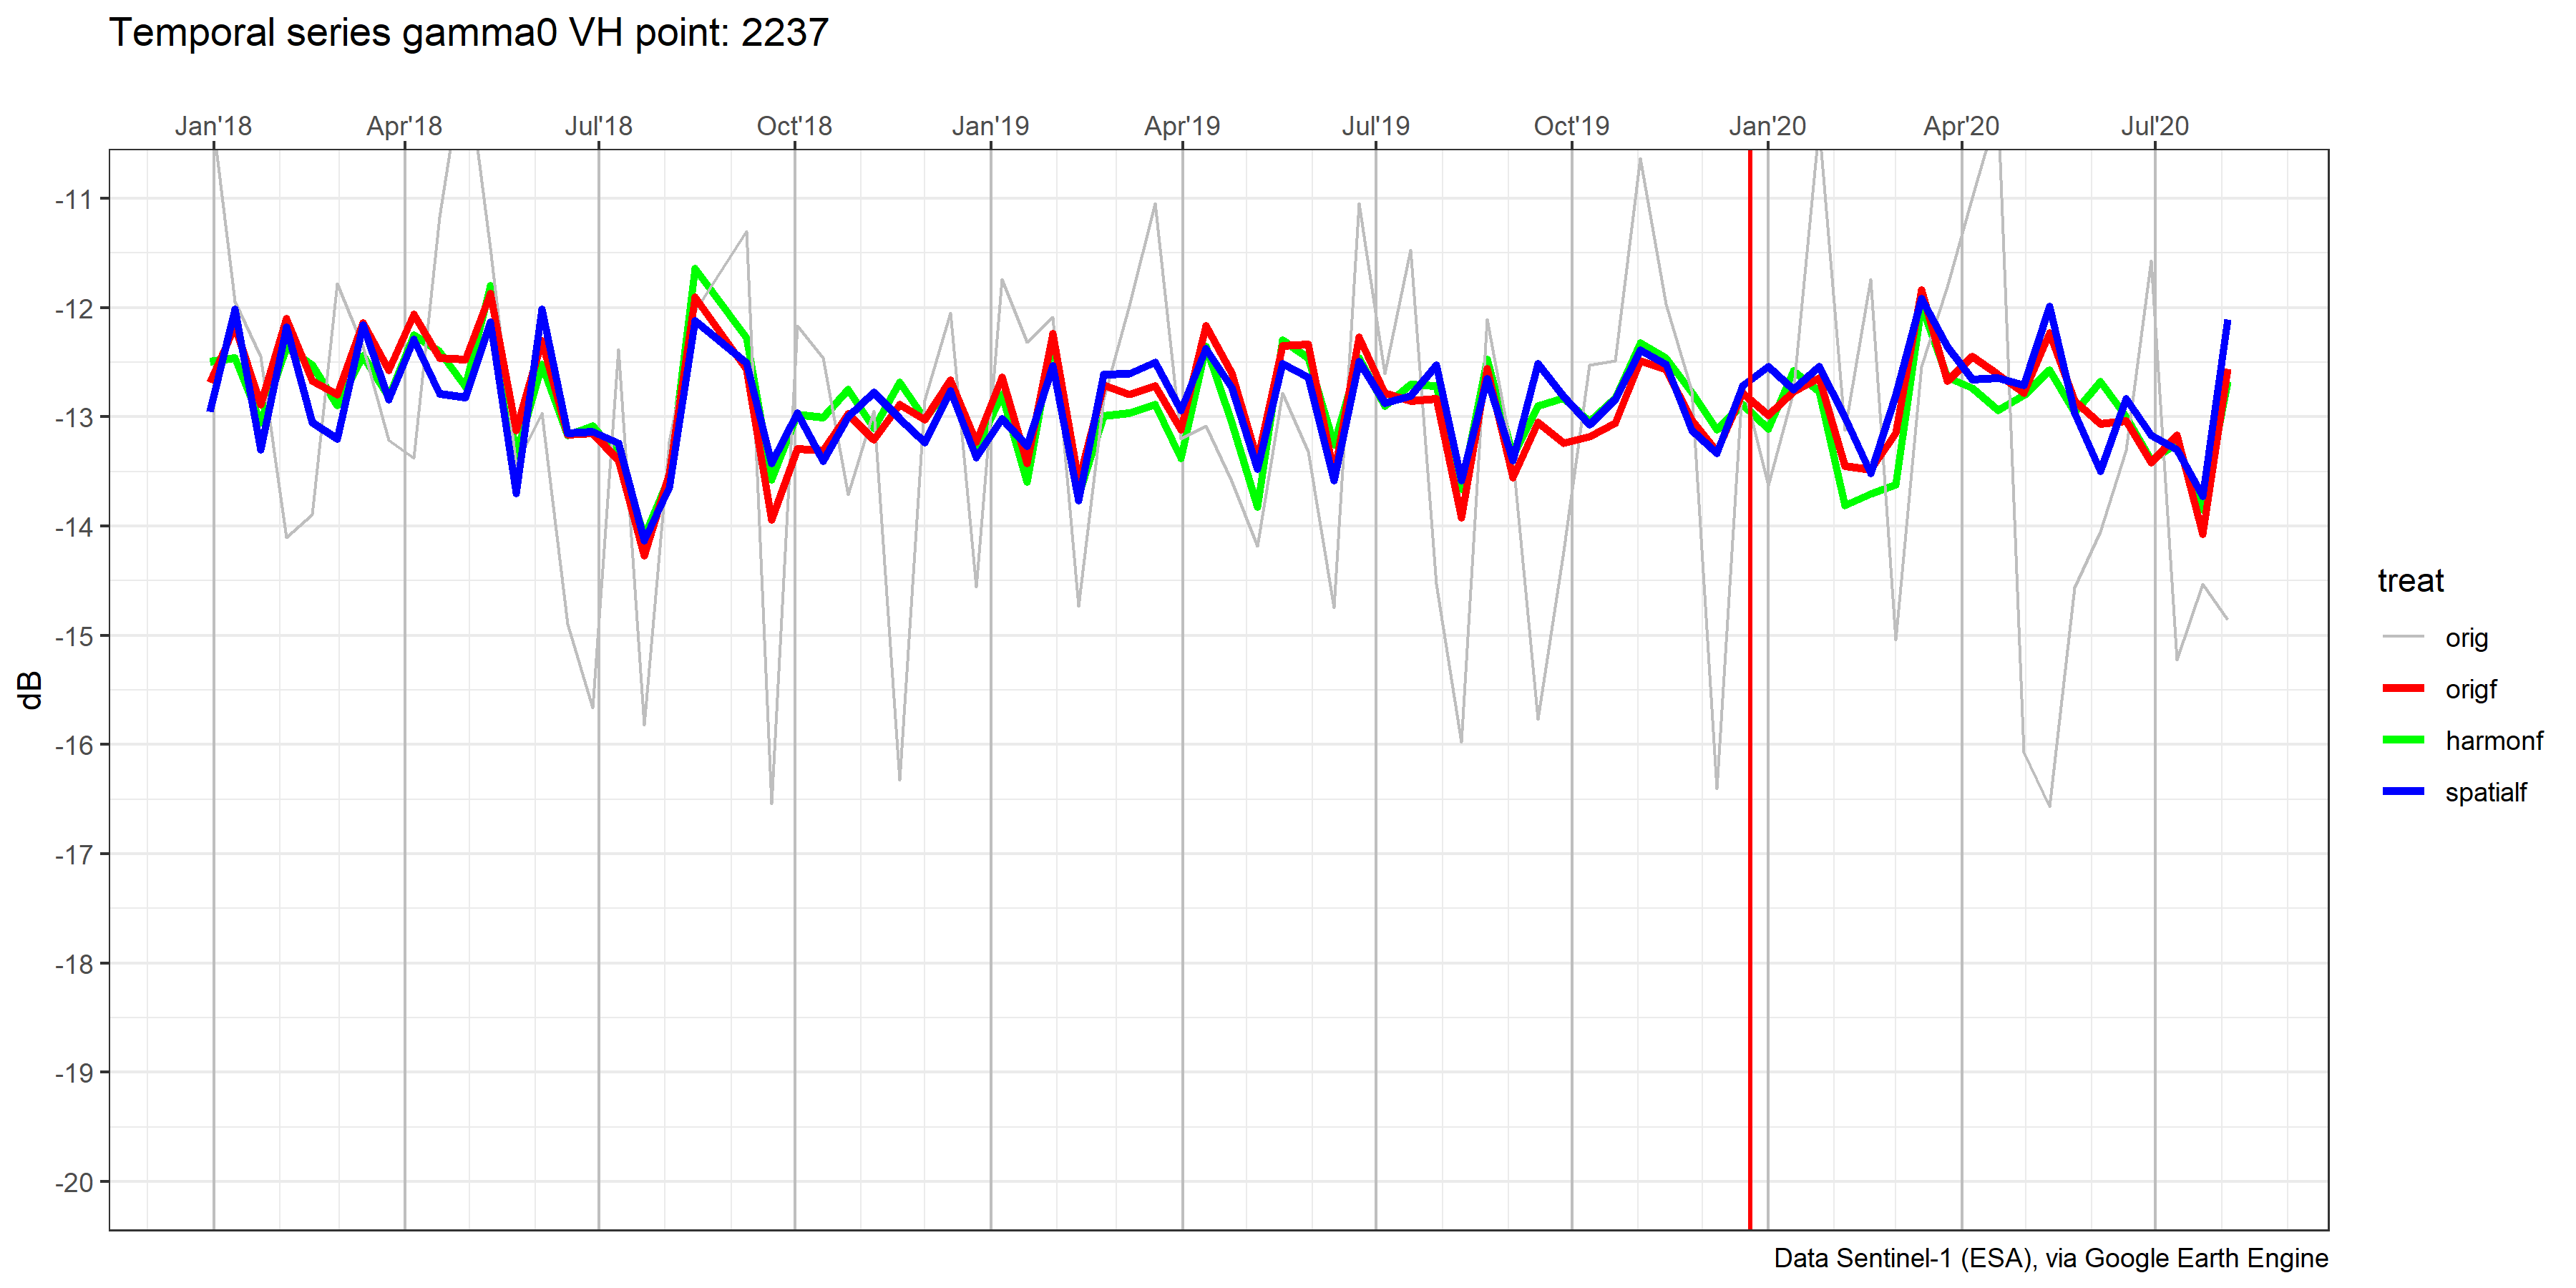 Temporal series gamma0 VH point: 2237
Jan'18 Apr'18 Jul'18 Oct'18 Jan'19 Apr'19 Jul'19 Oct'19 Jan'20 Apr'20 Jul'20
-11
-12
-13
-14
-15
-16
-17
-18
-19
-20
dB
treat
orig
origf
harmonf
spatialf
Data Sentinel-1 (ESA), via Google Earth Engine